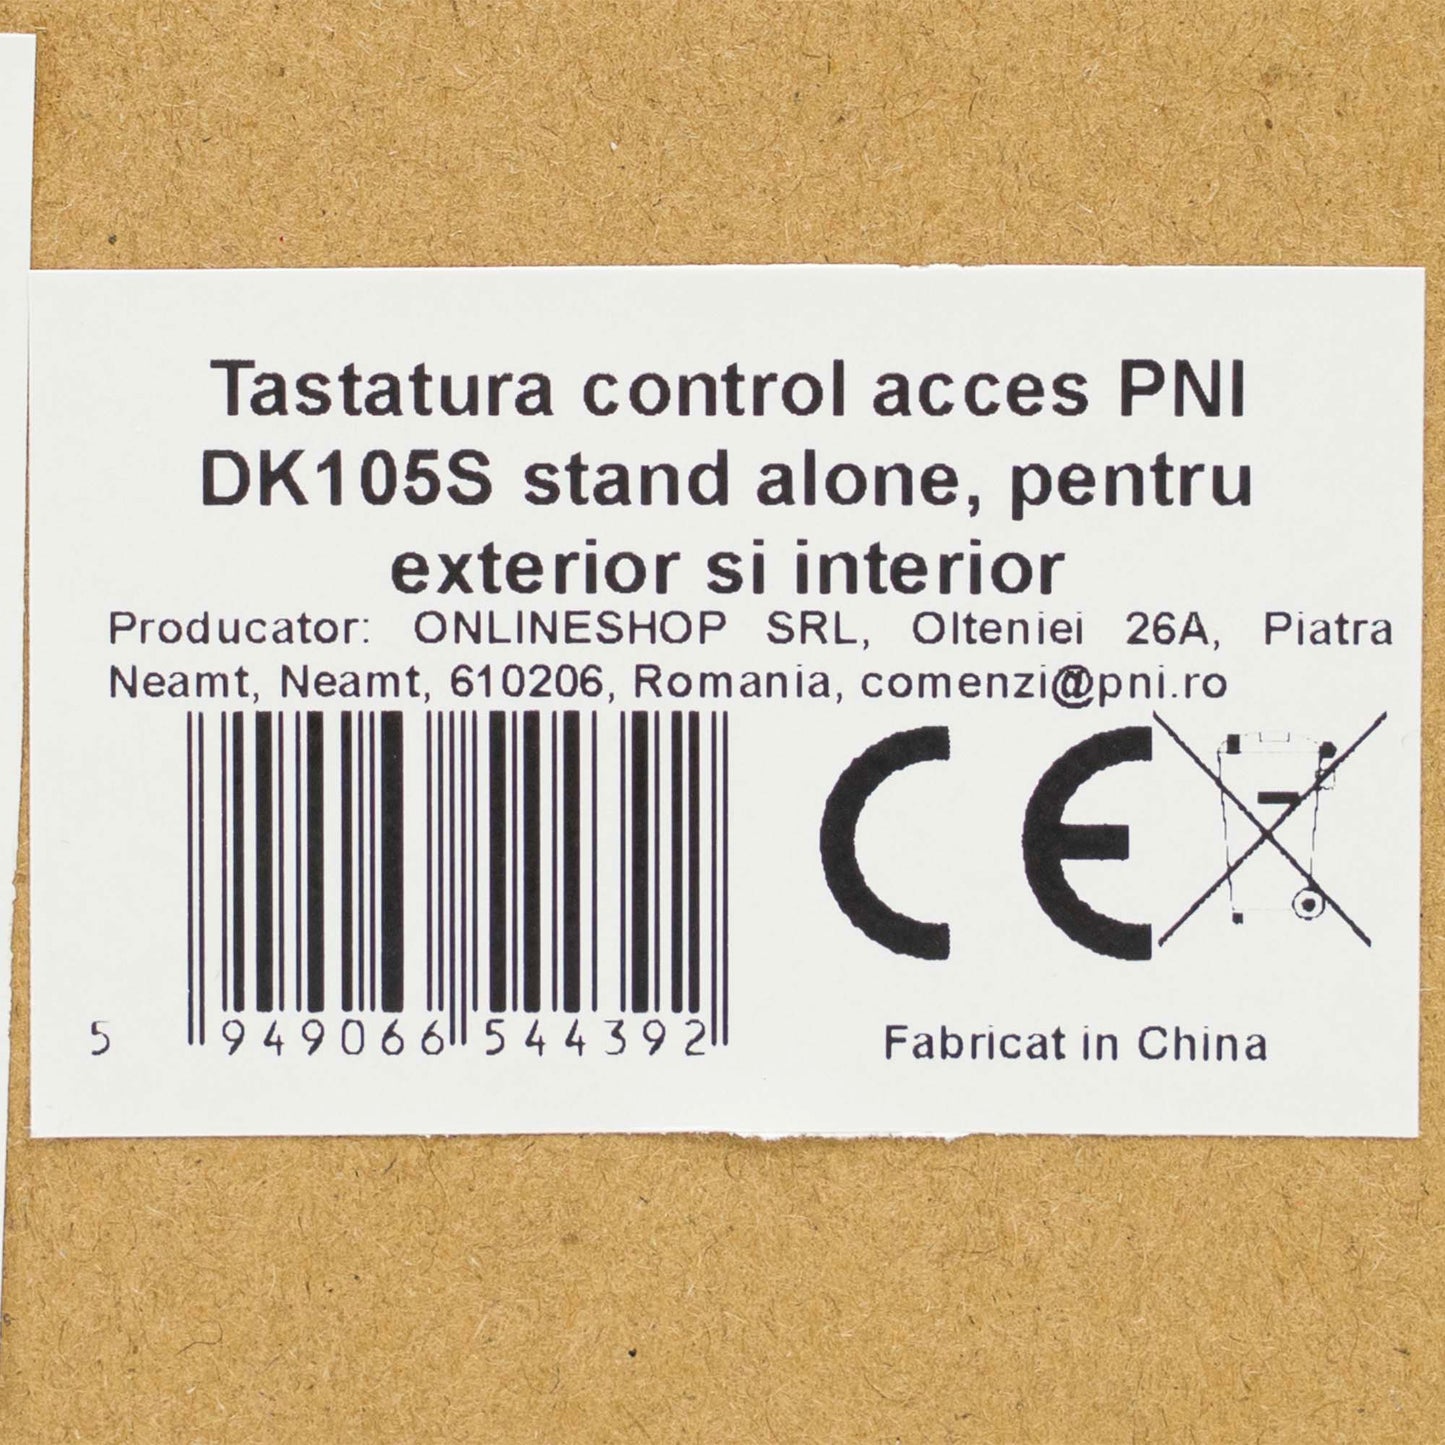 Tastatura control acces PNI
DK105S stand alone, pentru
exterior si interior
Producator: ONLINESHOP SRL, Olteniei 26A, Piatra
Neamt, Neamt, 610206, Romania, comenzi@pni.ro
CE
5 949066 544392
Fabricat in China